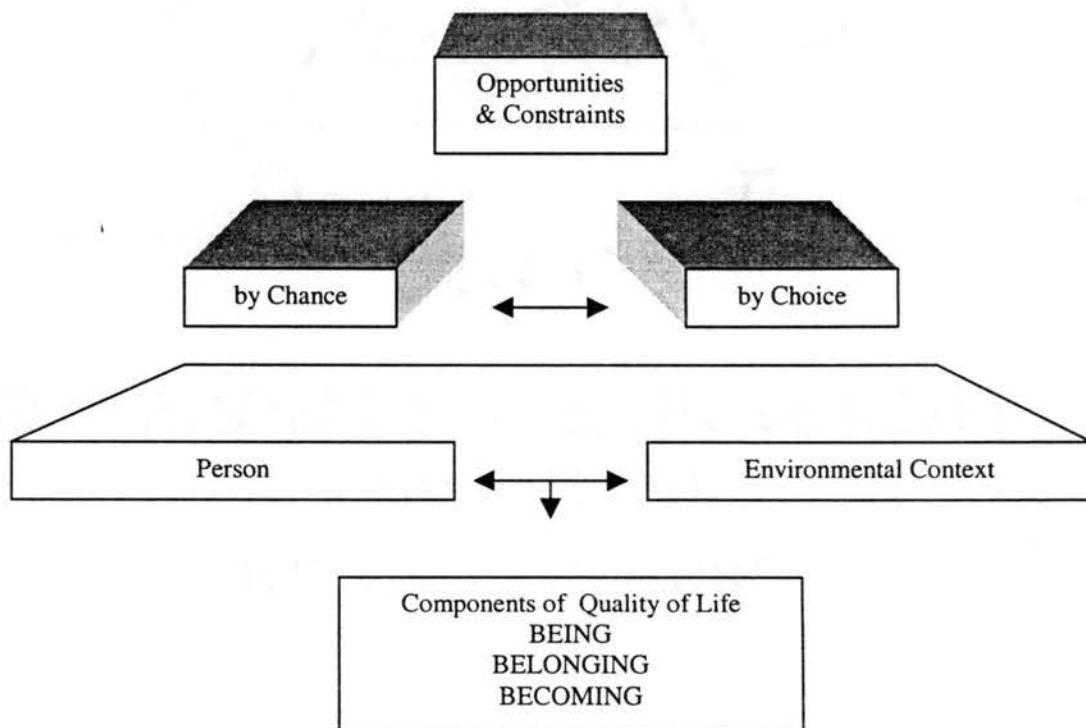 Opportunities
& Constraints
by Chance
by Choice
Person
Environmental Context
Components of Quality of Life
BEING
BELONGING
BECOMING